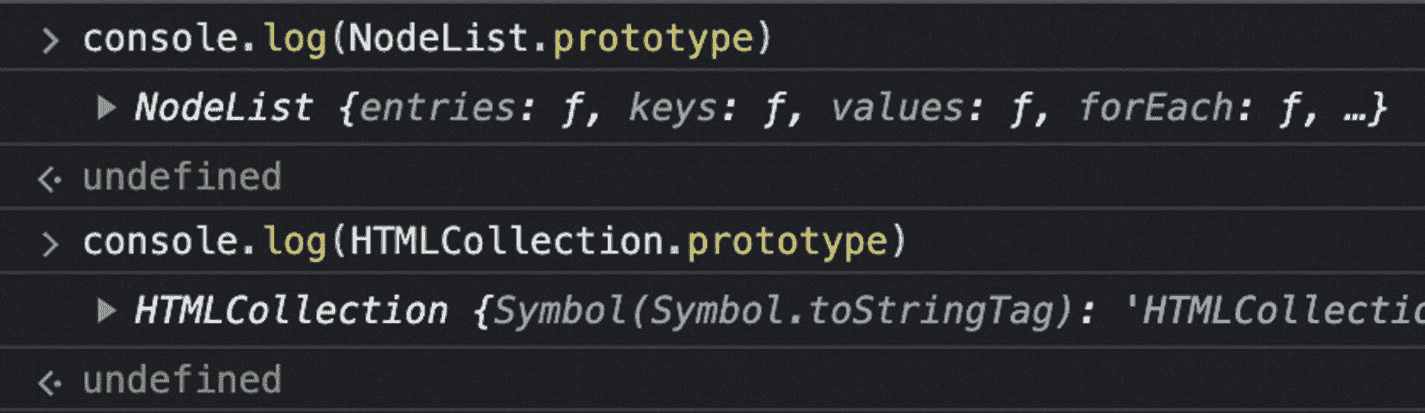 > console.log(NodeList.prototype)
▶ NodeList {entries: ƒ, keys: ƒ, values: ƒ, forEach: ƒ, …}
<· undefined
> console.log(HTMLCollection.prototype)
▶ HTMLCollection {Symbol(Symbol.toStringTag): 'HTMLCollectio
<· undefined